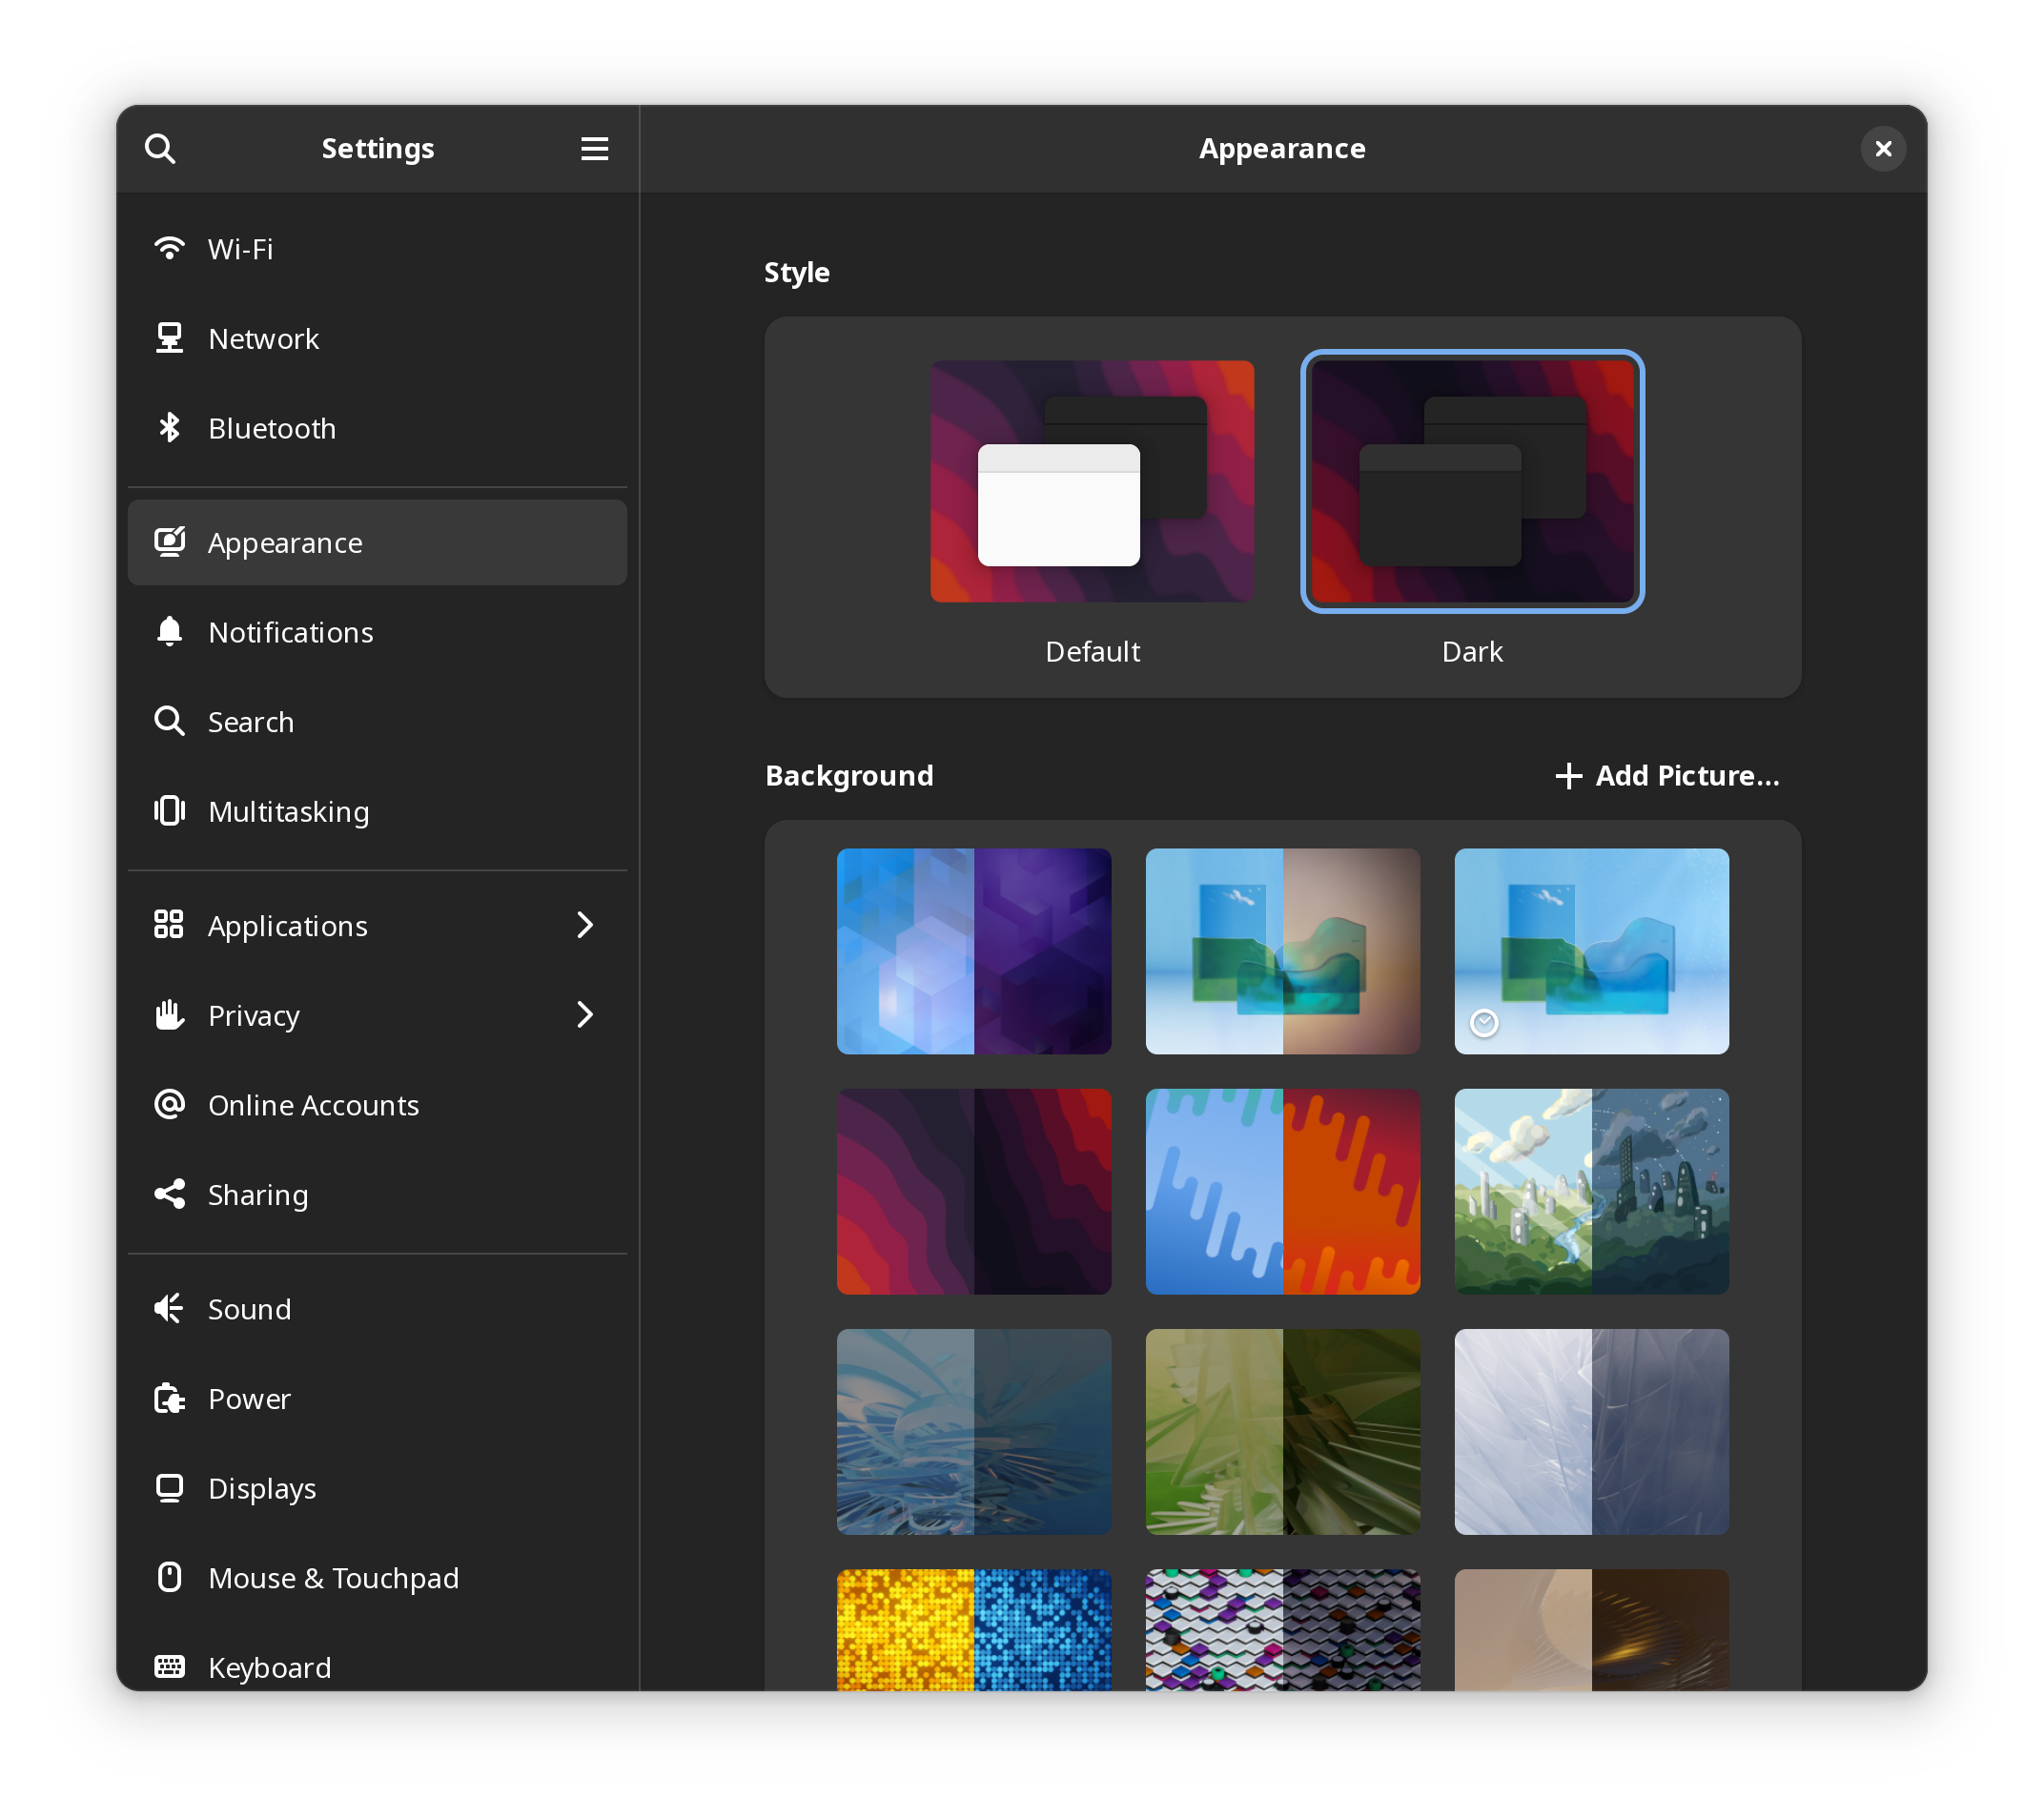 Settings
Appearance
Wi-Fi
Network
Bluetooth
Appearance
Notifications
Search
Multitasking
Applications
Privacy
Online Accounts
Sharing
Sound
Power
Displays
Mouse & Touchpad
Keyboard
Style
Default
Dark
Background
Add Picture...